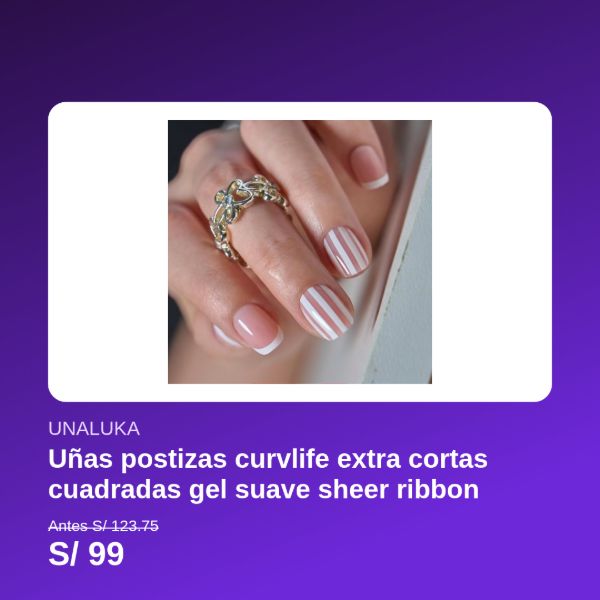 UNALUKA
Uñas postizas curvlife extra cortas
cuadradas gel suave sheer ribbon
Antes S/ 123.75
S/ 99